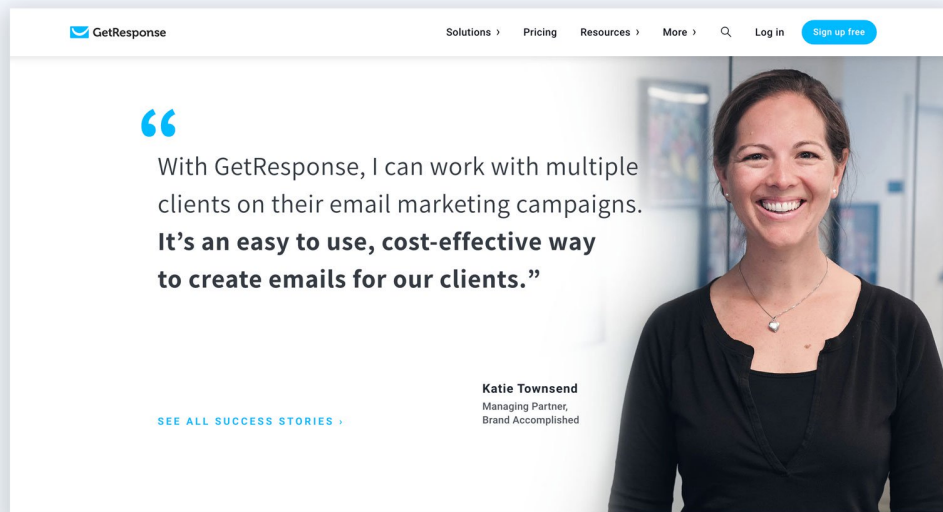 GetResponse
Solutions ›
Pricing
Resources ›
More ›
Log in
Sign up free
“
With GetResponse, I can work with multiple
clients on their email marketing campaigns.
It’s an easy to use, cost-effective way
to create emails for our clients.”
Katie Townsend
Managing Partner,
Brand Accomplished
SEE ALL SUCCESS STORIES ›